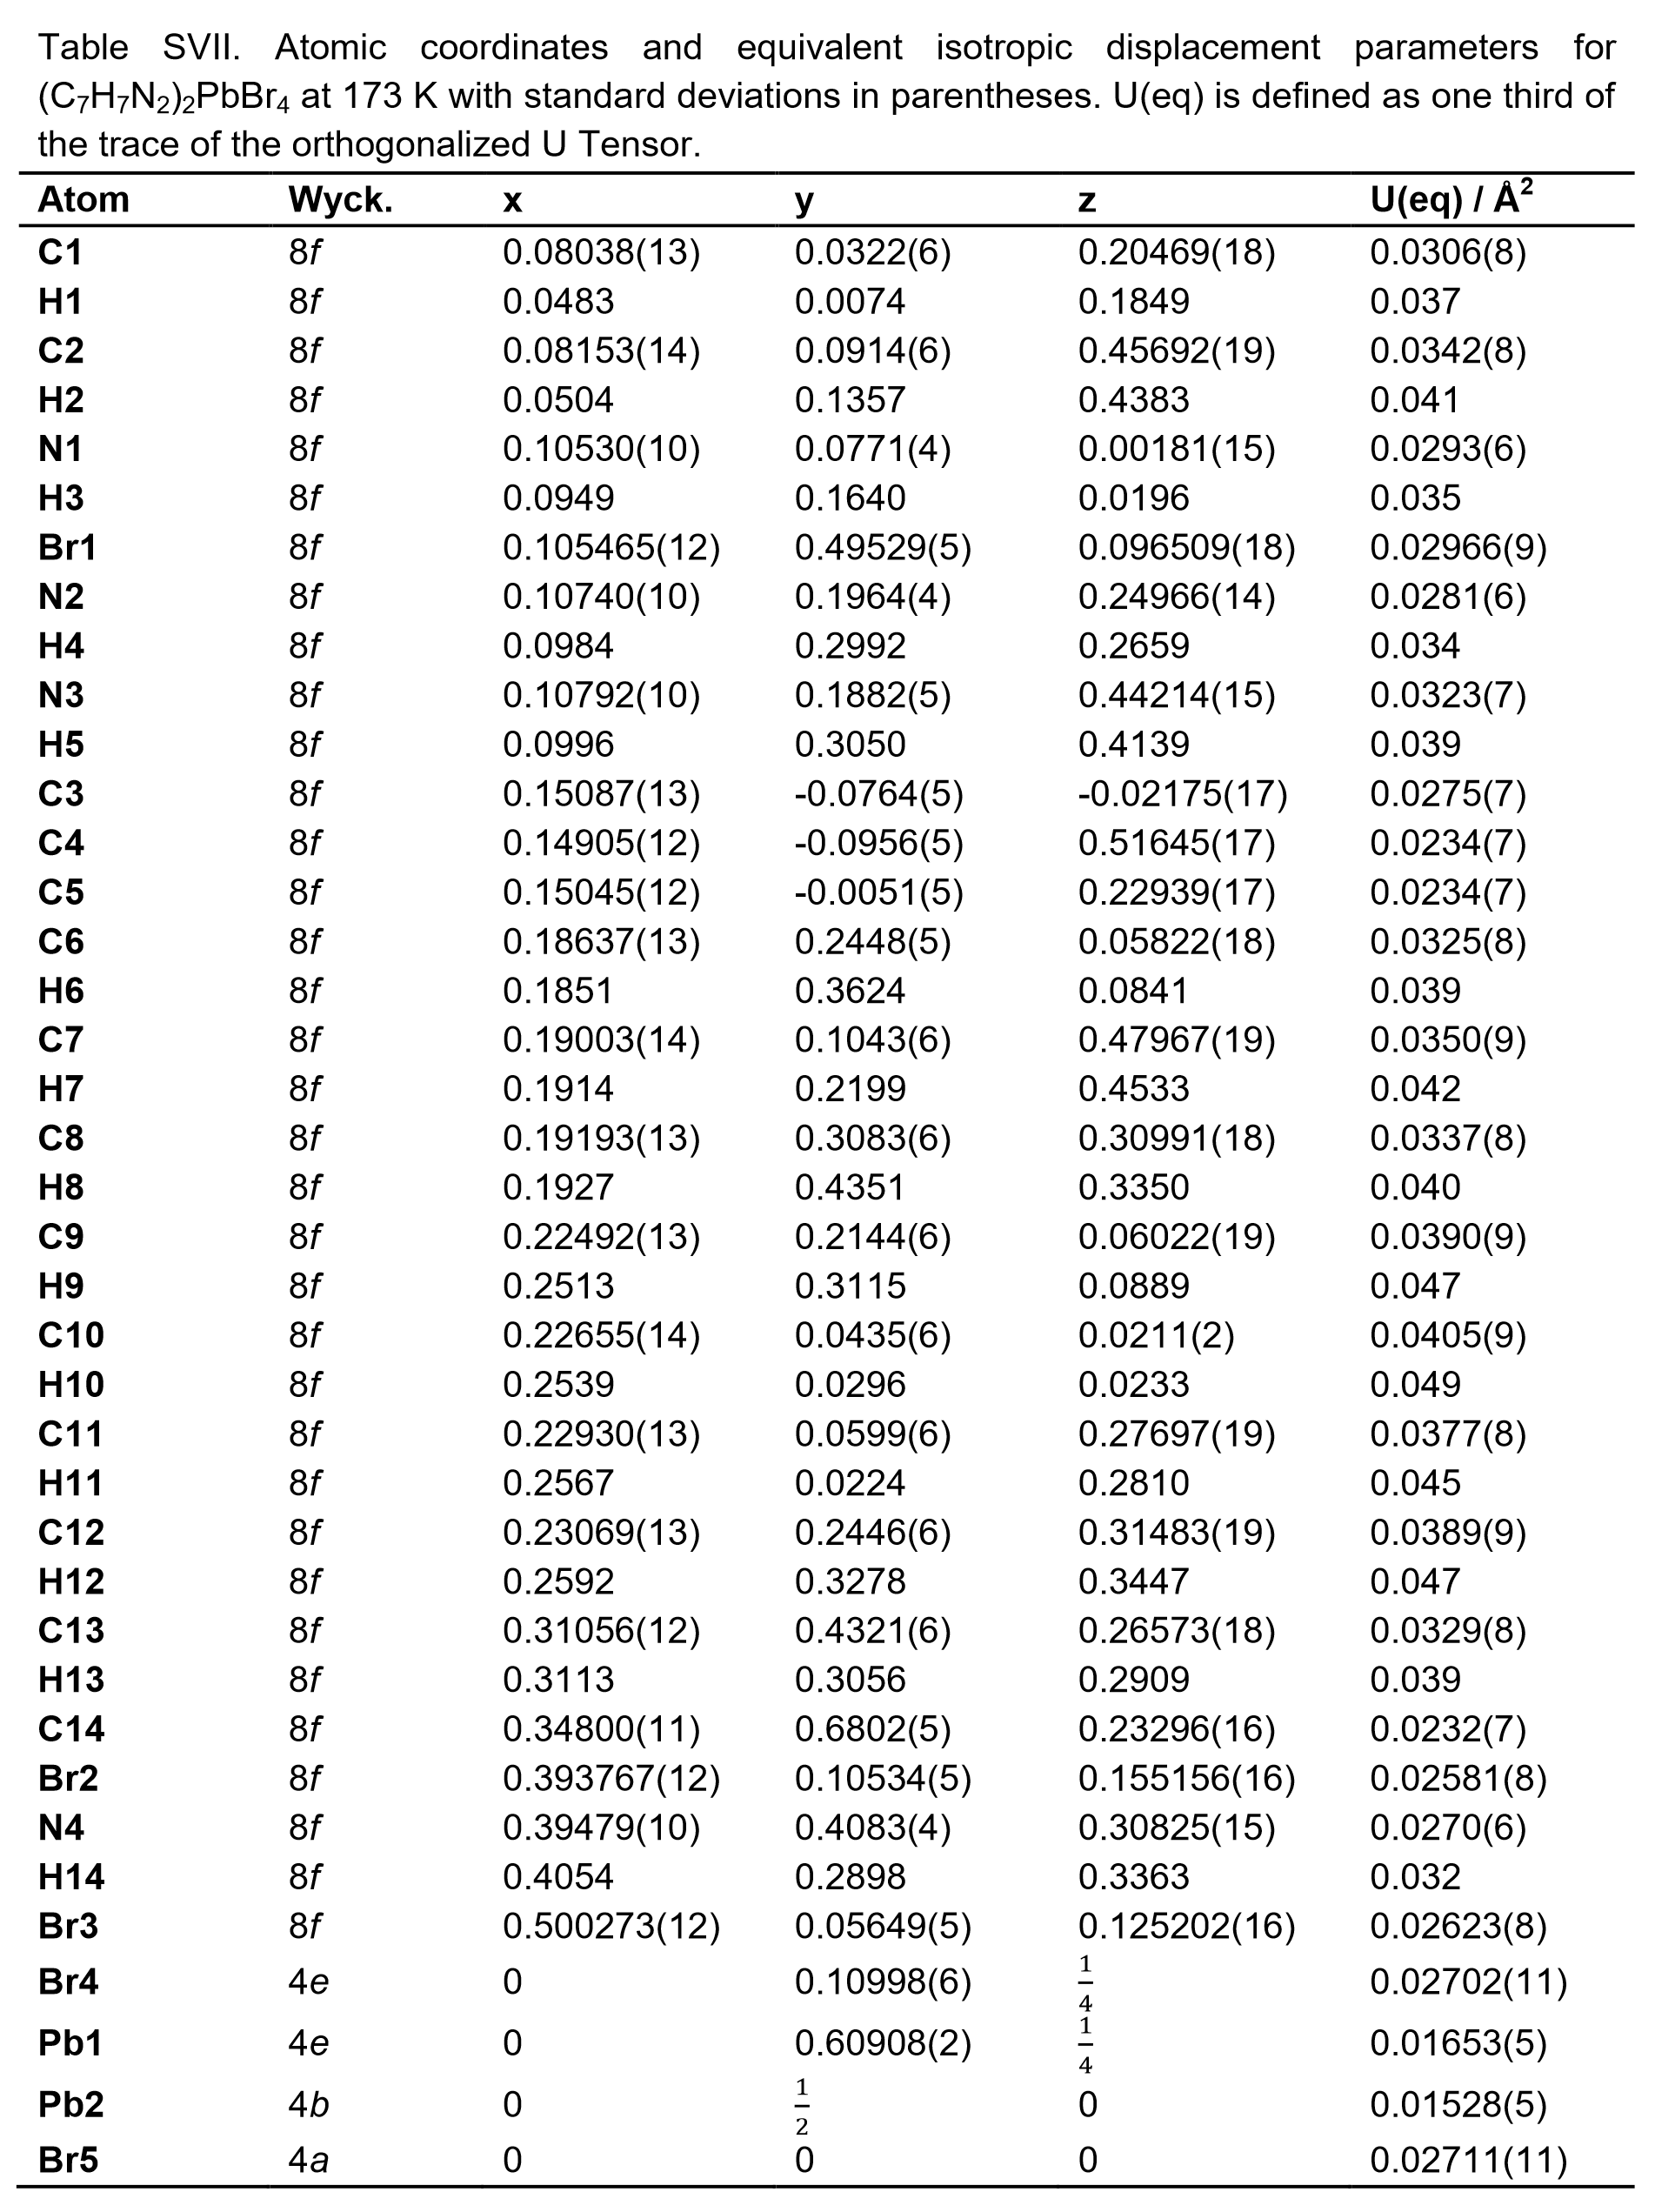 Table SVII. Atomic coordinates and equivalent isotropic displacement parameters for
(C₇H₇N₂)₂PbBr₄ at 173 K with standard deviations in parentheses. U(eq) is defined as one third of
the trace of the orthogonalized U Tensor.
Atom Wyck. x y z U(eq) / Å²
C1 8f 0.08038(13) 0.0322(6) 0.20469(18) 0.0306(8)
H1 8f 0.0483 0.0074 0.1849 0.037
C2 8f 0.08153(14) 0.0914(6) 0.45692(19) 0.0342(8)
H2 8f 0.0504 0.1357 0.4383 0.041
N1 8f 0.10530(10) 0.0771(4) 0.00181(15) 0.0293(6)
H3 8f 0.0949 0.1640 0.0196 0.035
Br1 8f 0.105465(12) 0.49529(5) 0.096509(18) 0.02966(9)
N2 8f 0.10740(10) 0.1964(4) 0.24966(14) 0.0281(6)
H4 8f 0.0984 0.2992 0.2659 0.034
N3 8f 0.10792(10) 0.1882(5) 0.44214(15) 0.0323(7)
H5 8f 0.0996 0.3050 0.4139 0.039
C3 8f 0.15087(13) -0.0764(5) -0.02175(17) 0.0275(7)
C4 8f 0.14905(12) -0.0956(5) 0.51645(17) 0.0234(7)
C5 8f 0.15045(12) -0.0051(5) 0.22939(17) 0.0234(7)
C6 8f 0.18637(13) 0.2448(5) 0.05822(18) 0.0325(8)
H6 8f 0.1851 0.3624 0.0841 0.039
C7 8f 0.19003(14) 0.1043(6) 0.47967(19) 0.0350(9)
H7 8f 0.1914 0.2199 0.4533 0.042
C8 8f 0.19193(13) 0.3083(6) 0.30991(18) 0.0337(8)
H8 8f 0.1927 0.4351 0.3350 0.040
C9 8f 0.22492(13) 0.2144(6) 0.06022(19) 0.0390(9)
H9 8f 0.2513 0.3115 0.0889 0.047
C10 8f 0.22655(14) 0.0435(6) 0.0211(2) 0.0405(9)
H10 8f 0.2539 0.0296 0.0233 0.049
C11 8f 0.22930(13) 0.0599(6) 0.27697(19) 0.0377(8)
H11 8f 0.2567 0.0224 0.2810 0.045
C12 8f 0.23069(13) 0.2446(6) 0.31483(19) 0.0389(9)
H12 8f 0.2592 0.3278 0.3447 0.047
C13 8f 0.31056(12) 0.4321(6) 0.26573(18) 0.0329(8)
H13 8f 0.3113 0.3056 0.2909 0.039
C14 8f 0.34800(11) 0.6802(5) 0.23296(16) 0.0232(7)
Br2 8f 0.393767(12) 0.10534(5) 0.155156(16) 0.02581(8)
N4 8f 0.39479(10) 0.4083(4) 0.30825(15) 0.0270(6)
H14 8f 0.4054 0.2898 0.3363 0.032
Br3 8f 0.500273(12) 0.05649(5) 0.125202(16) 0.02623(8)
Br4 4e 0 0.10998(6) 1/4 0.02702(11)
Pb1 4e 0 0.60908(2) 1/4 0.01653(5)
Pb2 4b 0 1/2 0 0.01528(5)
Br5 4a 0 0 0 0.02711(11)